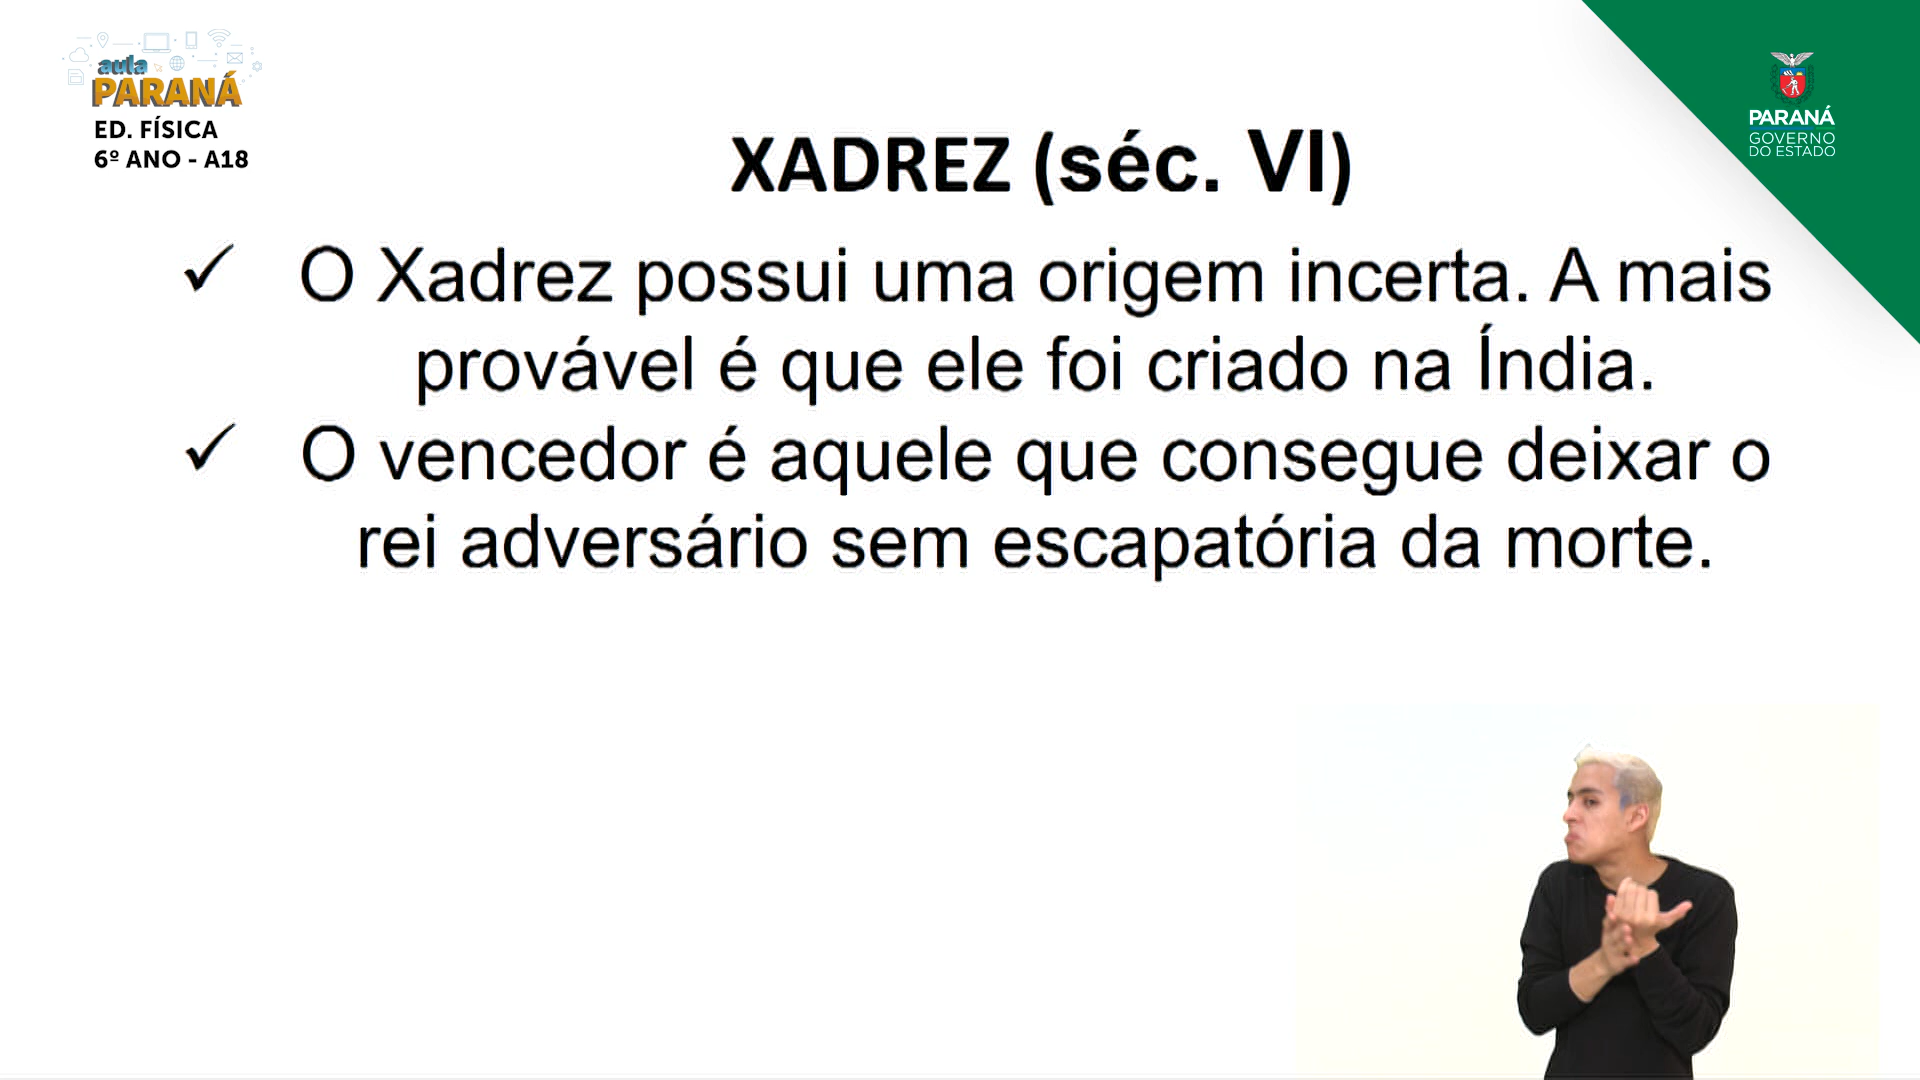 aula
PARANÁ
ED. FÍSICA
6º ANO - A18
PARANÁ
GOVERNO
DO ESTADO
XADREZ (séc. VI)
✓ O Xadrez possui uma origem incerta. A mais
provável é que ele foi criado na Índia.
✓ O vencedor é aquele que consegue deixar o
rei adversário sem escapatória da morte.